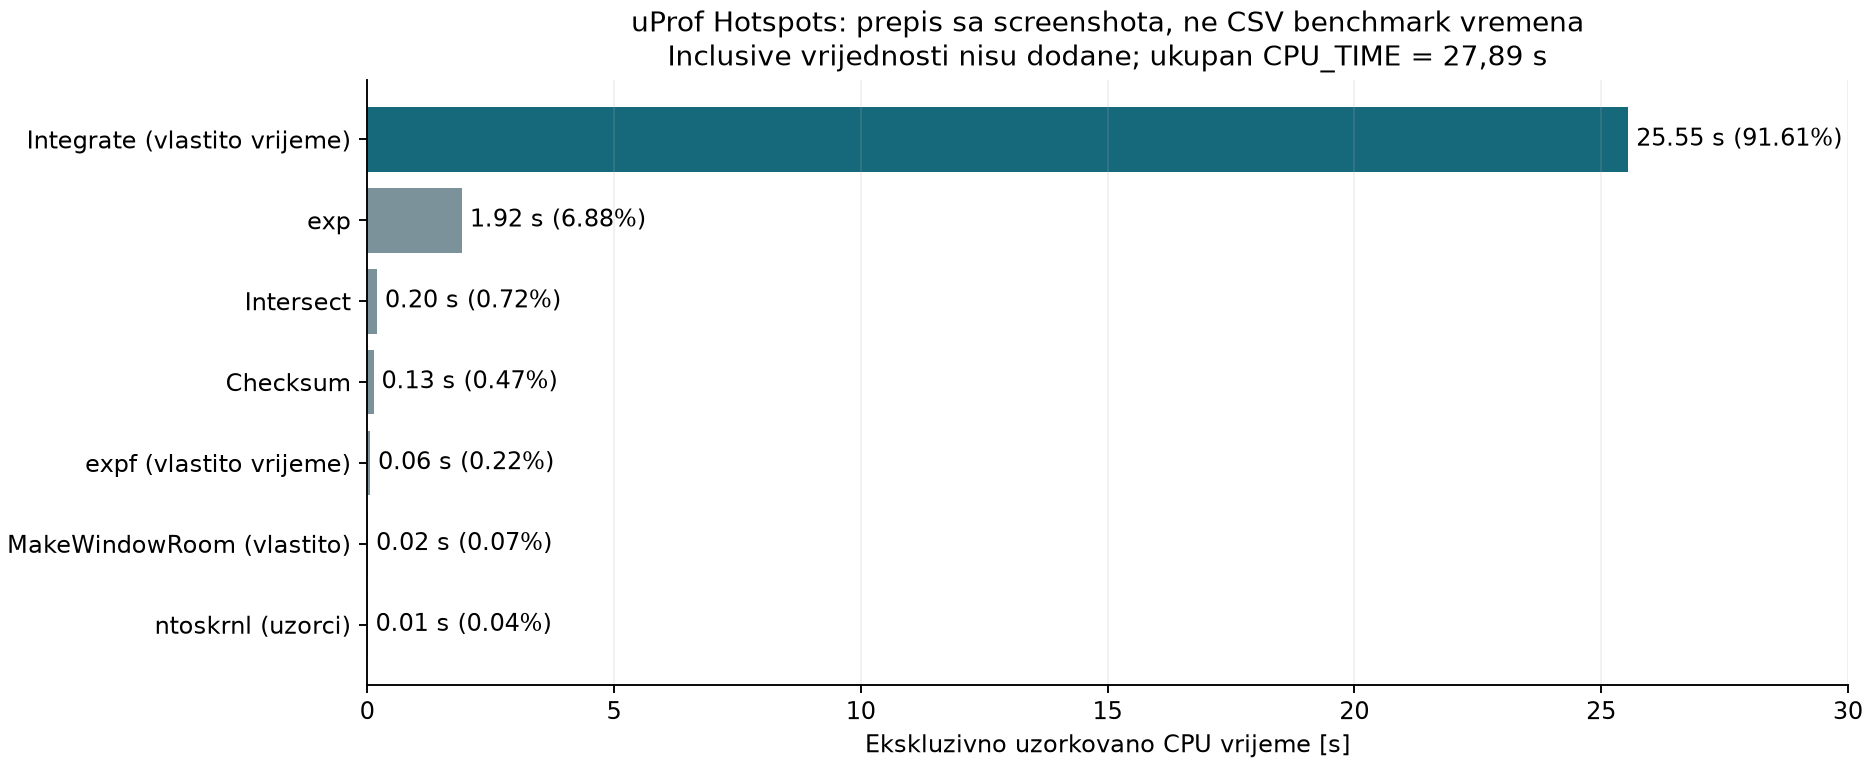 uProf Hotspots: prepis sa screenshota, ne CSV benchmark vremena
Inclusive vrijednosti nisu dodane; ukupan CPU_TIME = 27,89 s
Integrate (vlastito vrijeme)
25.55 s (91.61%)
exp
1.92 s (6.88%)
Intersect
0.20 s (0.72%)
Checksum
0.13 s (0.47%)
expf (vlastito vrijeme)
0.06 s (0.22%)
MakeWindowRoom (vlastito)
0.02 s (0.07%)
ntoskrnl (uzorci)
0.01 s (0.04%)
0 5 10 15 20 25 30
Ekskluzivno uzorkovano CPU vrijeme [s]